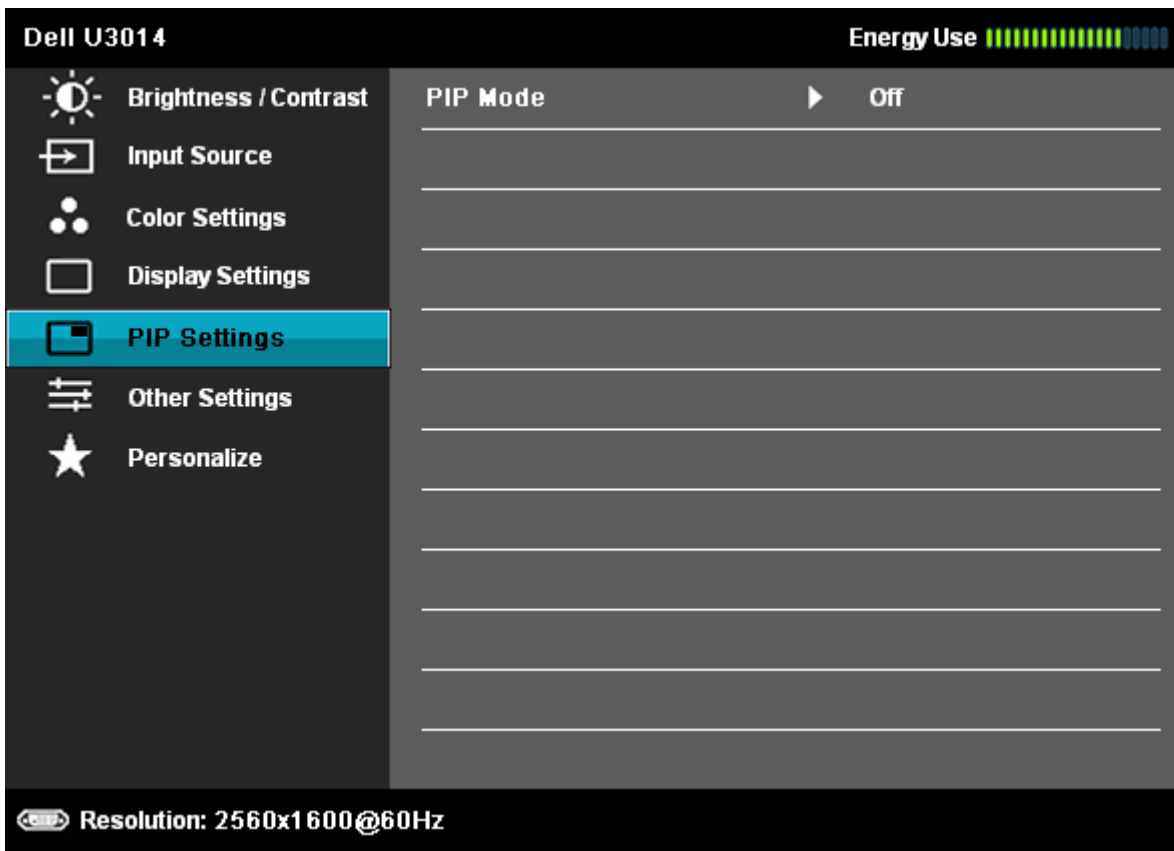 Dell U3014 Energy Use
Brightness / Contrast PIP Mode Off
Input Source
Color Settings
Display Settings
PIP Settings
Other Settings
Personalize
Resolution: 2560x1600@60Hz